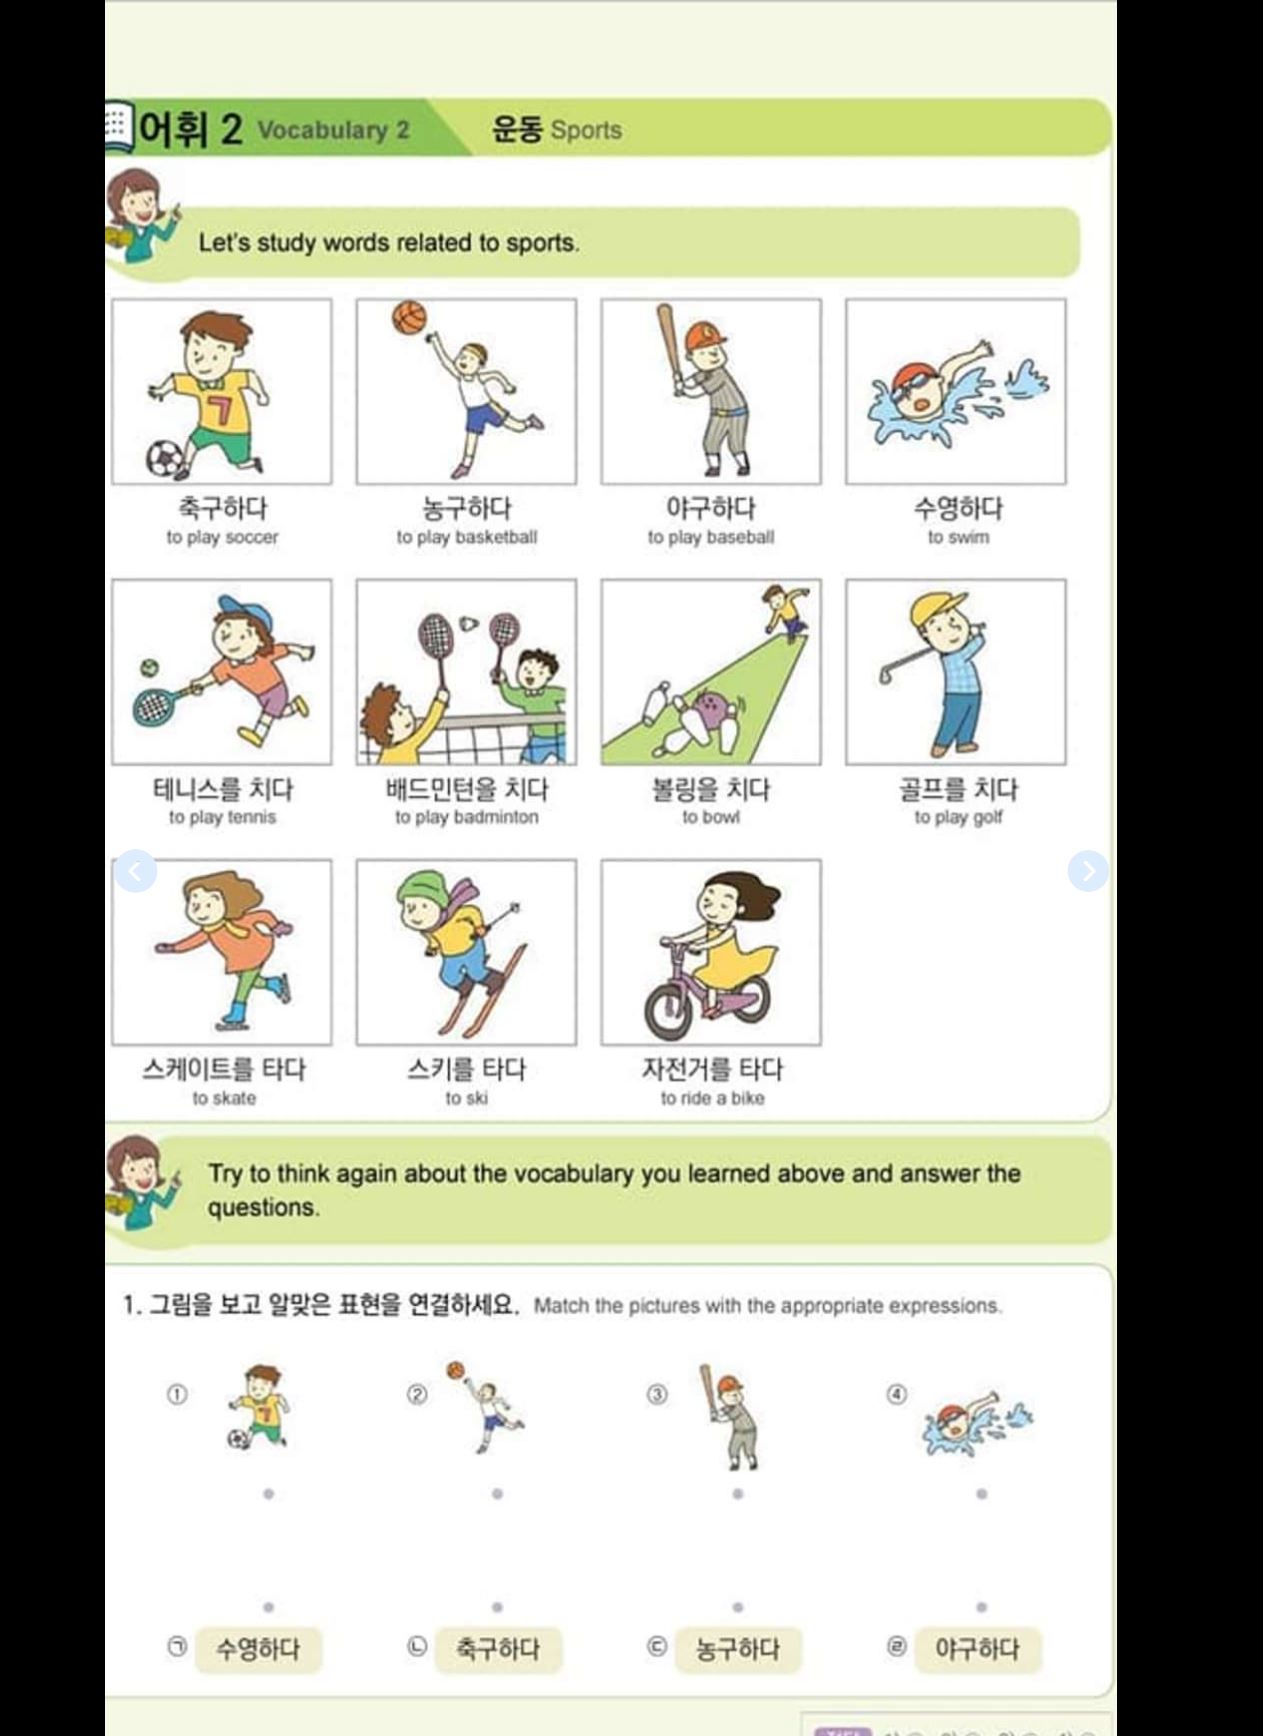 어휘 2 Vocabulary 2 운동 Sports
Let's study words related to sports.
축구하다 농구하다 야구하다 수영하다
to play soccer to play basketball to play baseball to swim
테니스를 치다 배드민턴을 치다 볼링을 치다 골프를 치다
to play tennis to play badminton to bowl to play golf
스케이트를 타다 스키를 타다 자전거를 타다
to skate to ski to ride a bike
Try to think again about the vocabulary you learned above and answer the
questions.
1. 그림을 보고 알맞은 표현을 연결하세요. Match the pictures with the appropriate expressions.
① ② ③ ④
㉠ 수영하다 ㉡ 축구하다 ㉢ 농구하다 ㉣ 야구하다